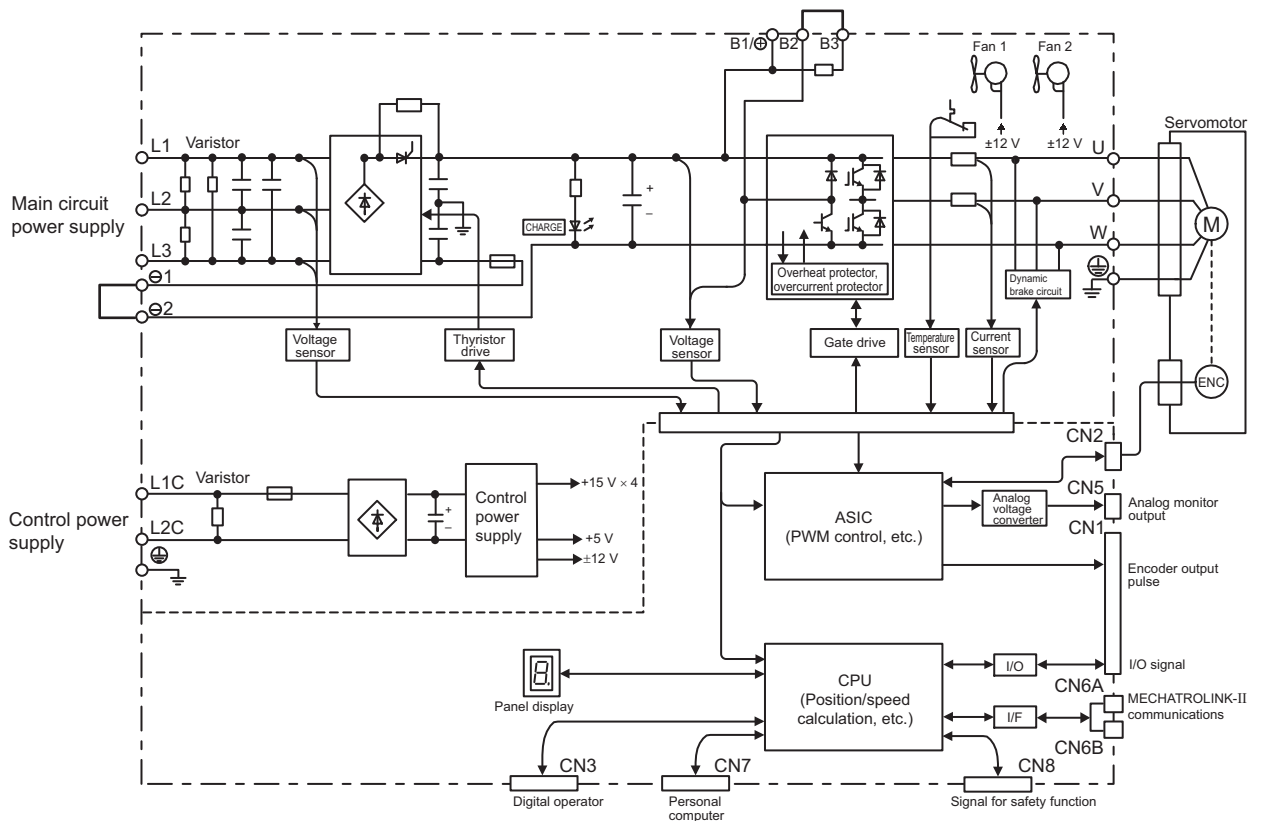 B1/⊕ B2 B3
Fan 1
Fan 2
±12 V
±12 V
Servomotor
Main circuit
power supply
L1
Varistor
L2
L3
⊖1
⊖2
CHARGE
+
–
Overheat protector,
overcurrent protector
U
V
W
M
Dynamic
brake circuit
Voltage
sensor
Thyristor
drive
Voltage
sensor
Gate drive
Temperature
sensor
Current
sensor
ENC
CN2
Control power
supply
L1C
Varistor
L2C
+
–
Control
power
supply
+15 V × 4
+5 V
±12 V
ASIC
(PWM control, etc.)
Analog
voltage
converter
CN5
Analog monitor
output
CN1
Encoder output
pulse
I/O signal
Panel display
CPU
(Position/speed
calculation, etc.)
I/O
I/F
CN6A
MECHATROLINK-II
communications
CN6B
CN3
Digital operator
CN7
Personal
computer
CN8
Signal for safety function
8.